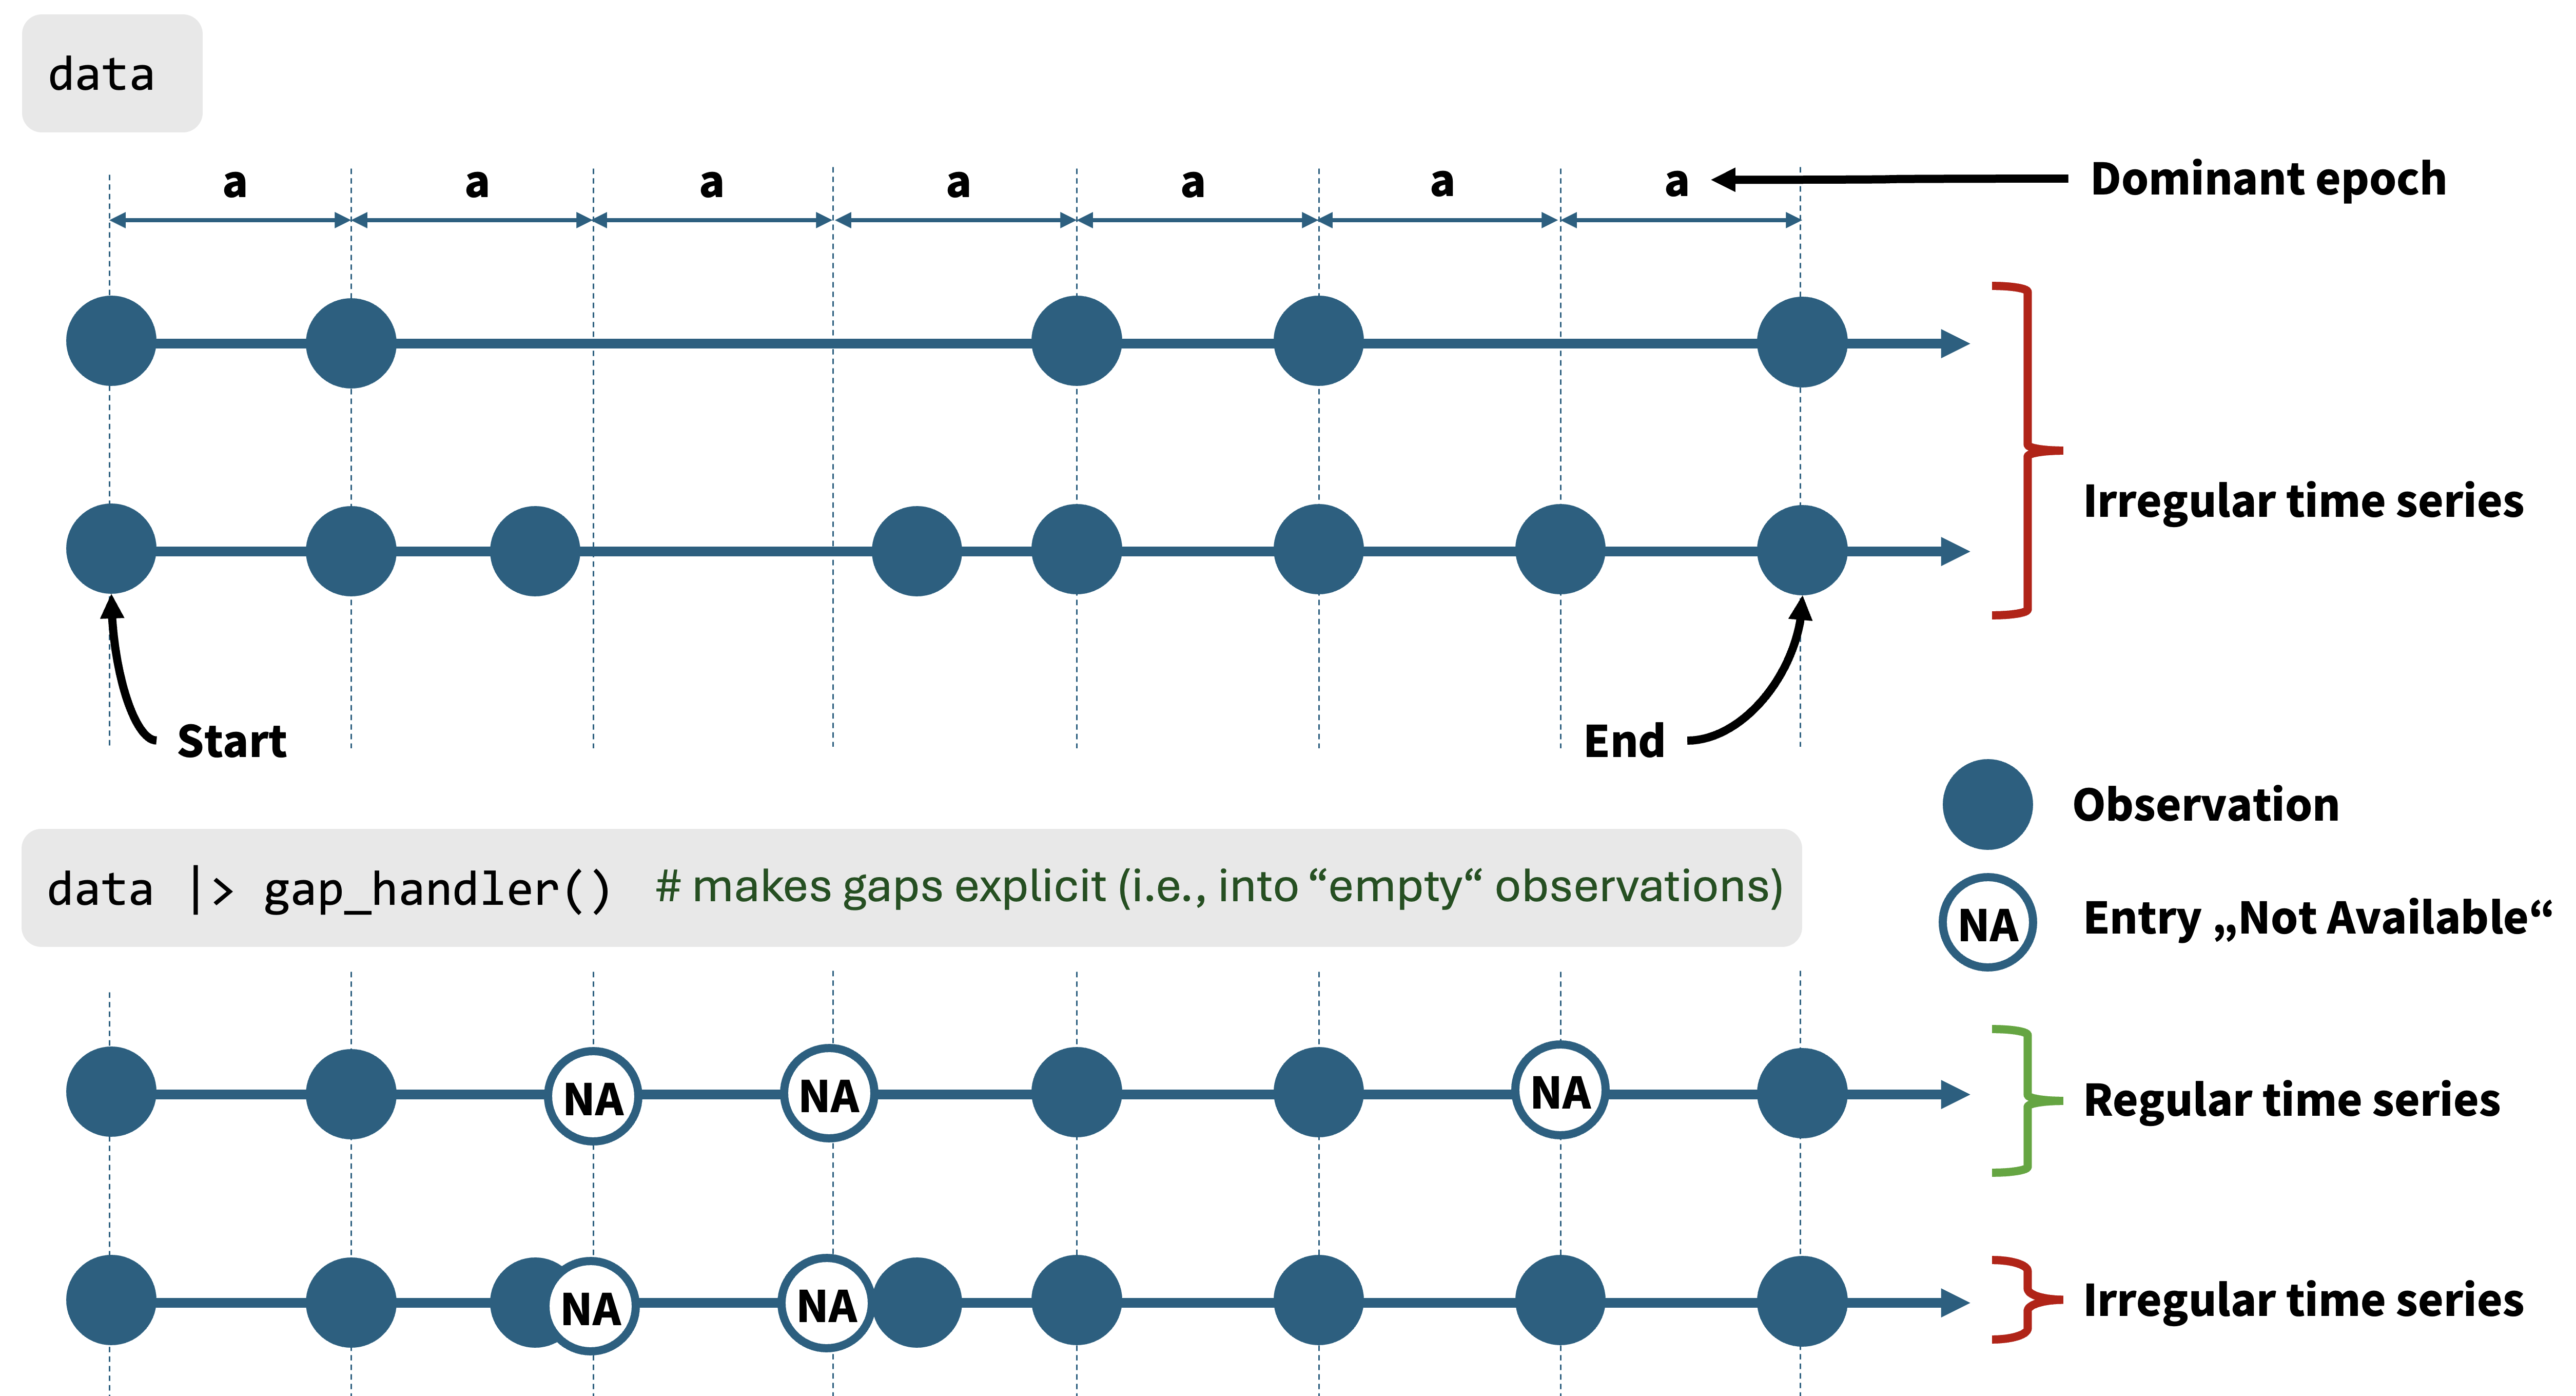 data
a a a a a a a
Dominant epoch
Irregular time series
Start
End
Observation
data |> gap_handler() # makes gaps explicit (i.e., into “empty“ observations)
NA
Entry „Not Available“
NA NA NA
Regular time series
NA NA
Irregular time series